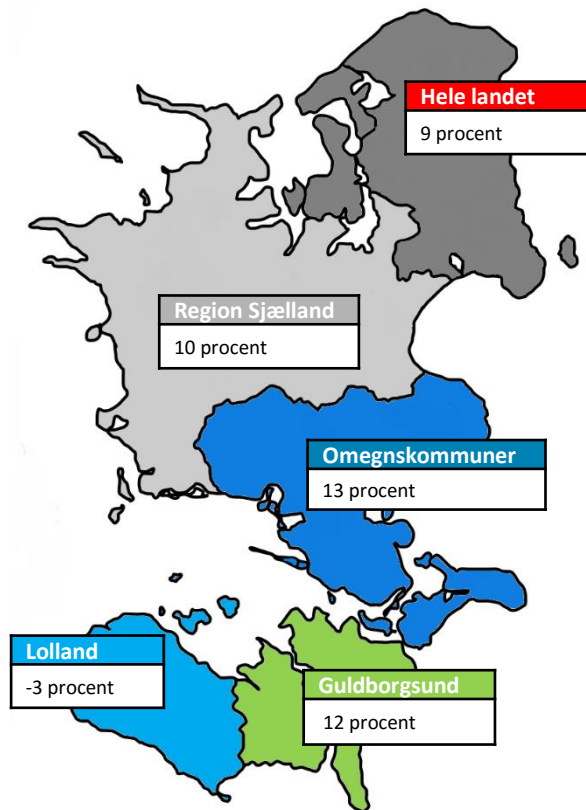 Hele landet
9 procent
Region Sjælland
10 procent
Omegnskommuner
13 procent
Lolland
-3 procent
Guldborgsund
12 procent